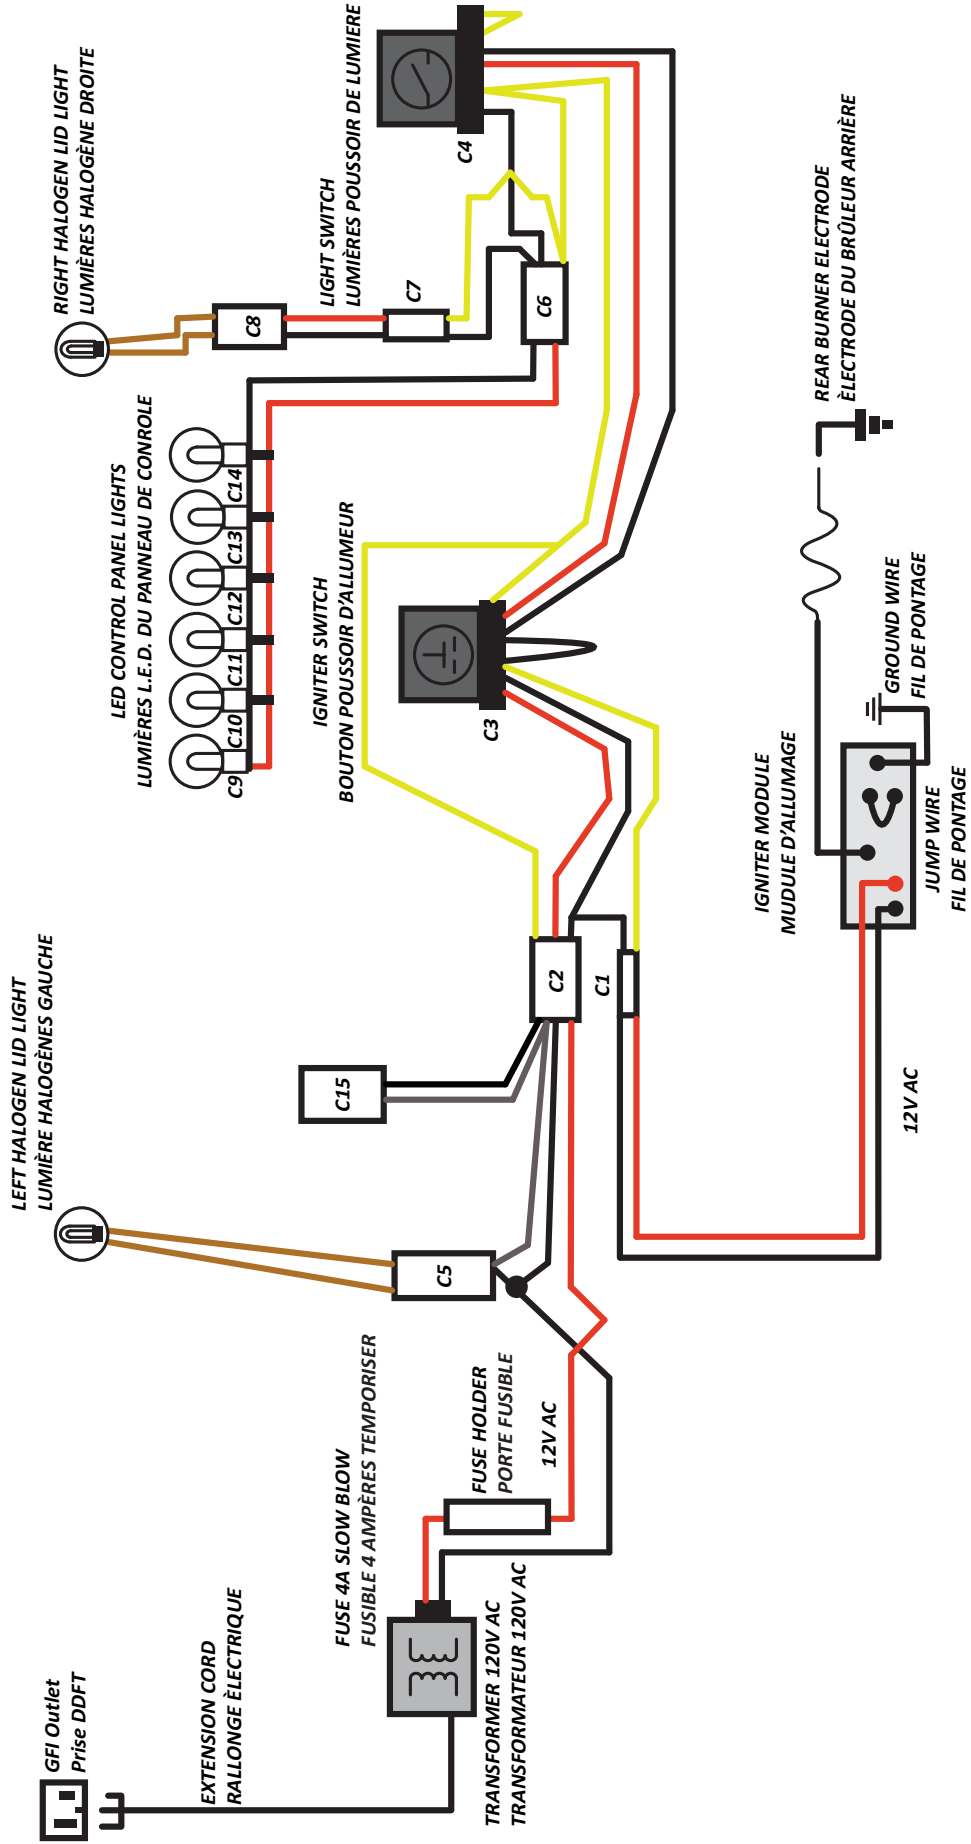 GFI Outlet
Prise DDFT
EXTENSION CORD
RALLONGE ÈLECTRIQUE
TRANSFORMER 120V AC
TRANSFORMATEUR 120V AC
FUSE 4A SLOW BLOW
FUSIBLE 4 AMPÈRES TEMPORISER
FUSE HOLDER
PORTE FUSIBLE
12V AC
LEFT HALOGEN LID LIGHT
LUMIÈRE HALOGÈNES GAUCHE
C5
C15
C2
C1
12V AC
LED CONTROL PANEL LIGHTS
LUMIÈRES L.E.D. DU PANNEAU DE CONROLE
C9
C10
C11
C12
C13
C14
IGNITER SWITCH
BOUTON POUSSOIR D'ALLUMEUR
C3
IGNITER MODULE
MUDULE D'ALLUMAGE
JUMP WIRE
FIL DE PONTAGE
GROUND WIRE
FIL DE PONTAGE
RIGHT HALOGEN LID LIGHT
LUMIÈRES HALOGÈNE DROITE
C8
C7
C6
LIGHT SWITCH
LUMIÈRES POUSSOIR DE LUMIERE
C4
REAR BURNER ELECTRODE
ÈLECTRODE DU BRÛLEUR ARRIÈRE